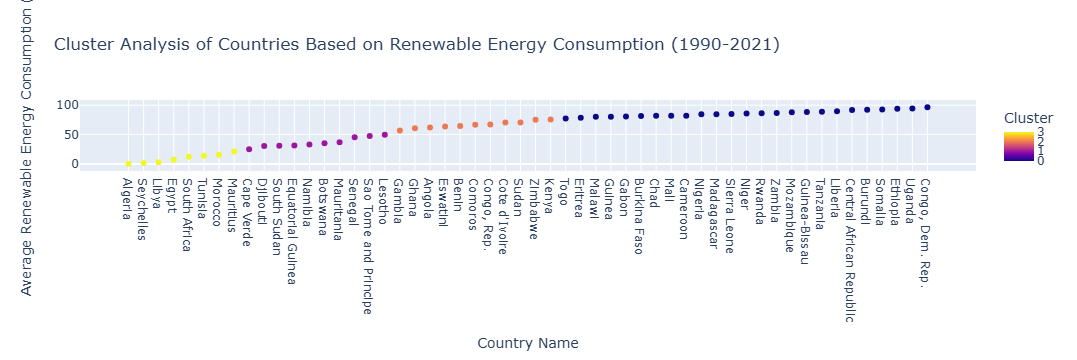 Cluster Analysis of Countries Based on Renewable Energy Consumption (1990-2021)
Average Renewable Energy Consumption (
100
50
0
Algeria
Seychelles
Libya
Egypt
South Africa
Tunisia
Morocco
Mauritius
Cape Verde
Djibouti
South Sudan
Equatorial Guinea
Namibia
Botswana
Mauritania
Senegal
Sao Tome and Principe
Lesotho
Gambia
Ghana
Angola
Eswatini
Benin
Comoros
Congo, Rep.
Cote d'Ivoire
Sudan
Zimbabwe
Kenya
Togo
Eritrea
Malawi
Guinea
Gabon
Burkina Faso
Chad
Mali
Cameroon
Nigeria
Madagascar
Sierra Leone
Niger
Rwanda
Zambia
Mozambique
Guinea-Bissau
Tanzania
Liberia
Central African Republic
Burundi
Somalia
Ethiopia
Uganda
Congo, Dem. Rep.
Country Name
Cluster
3
2
1
0